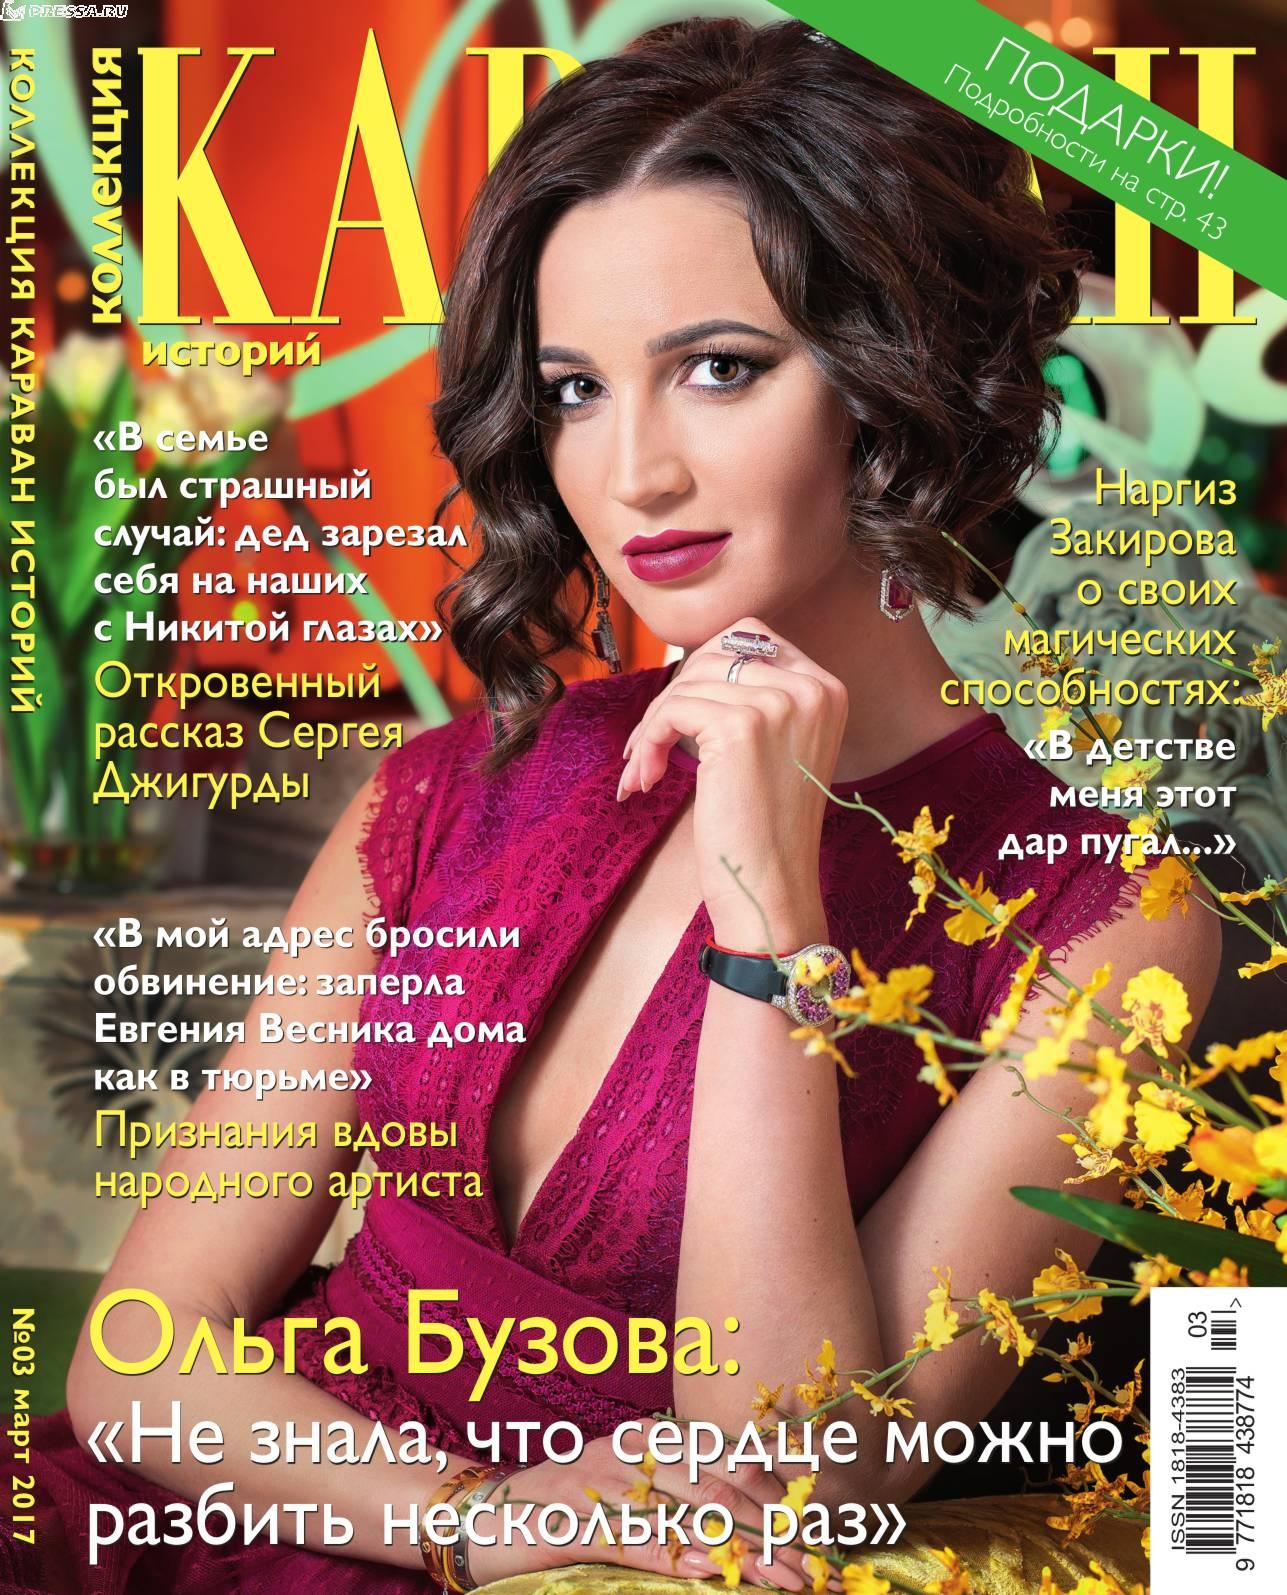 PRESSA.RU
КОЛЛЕКЦИЯ КАРАВАН ИСТОРИЙ
№03 март 2017
коллекция
КАРАВАН
историй
ПОДАРКИ!
Подробности на стр. 43
«В семье
был страшный
случай: дед зарезал
себя на наших
с Никитой глазах»
Откровенный
рассказ Сергея
Джигурды
Наргиз
Закирова
о своих
магических
способностях:
«В детстве
меня этот
дар пугал...»
«В мой адрес бросили
обвинение: заперла
Евгения Весника дома
как в тюрьме»
Признания вдовы
народного артиста
Ольга Бузова:
«Не знала, что сердце можно
разбить несколько раз»
ISSN 1818-4383
03 >
9 771818 438774